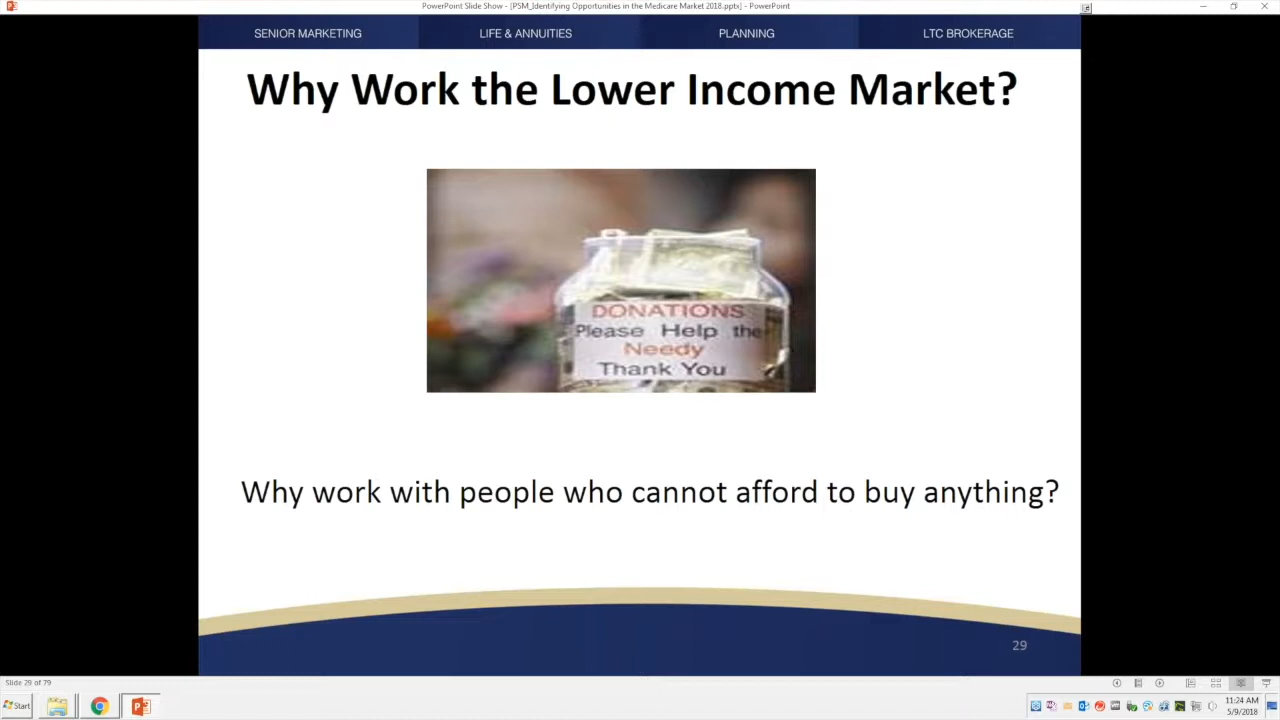 PowerPoint Slide Show - [PSM_Identifying Opportunities in the Medicare Market 2018.pptx] - PowerPoint
SENIOR MARKETING LIFE & ANNUITIES PLANNING LTC BROKERAGE
Why Work the Lower Income Market?
DONATIONS
Please Help the
Needy
Thank You
Why work with people who cannot afford to buy anything?
29
Slide 29 of 79
Start
11:24 AM
5/9/2018